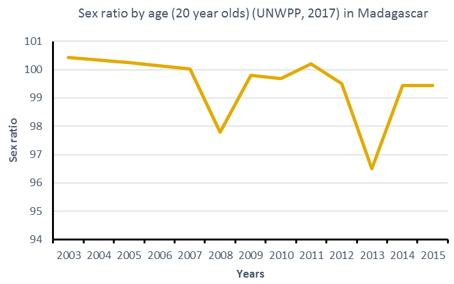 Sex ratio by age (20 year olds) (UNWPP, 2017) in Madagascar
101
100
99
98
97
96
95
94
Sex ratio
2003 2004 2005 2006 2007 2008 2009 2010 2011 2012 2013 2014 2015
Years